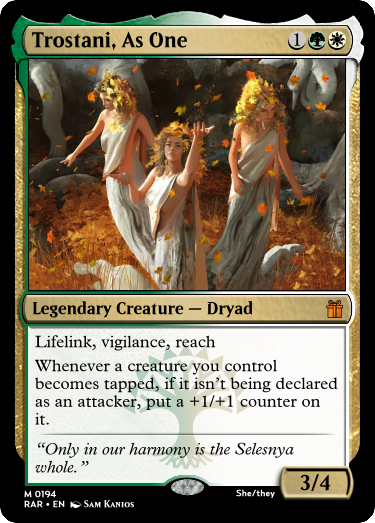 Trostani, As One
1
Legendary Creature — Dryad
Lifelink, vigilance, reach
Whenever a creature you control
becomes tapped, if it isn't being declared
as an attacker, put a +1/+1 counter on
it.
“Only in our harmony is the Selesnya
whole.”
3/4
M 0194
She/they
RAR • EN Sam Kanios